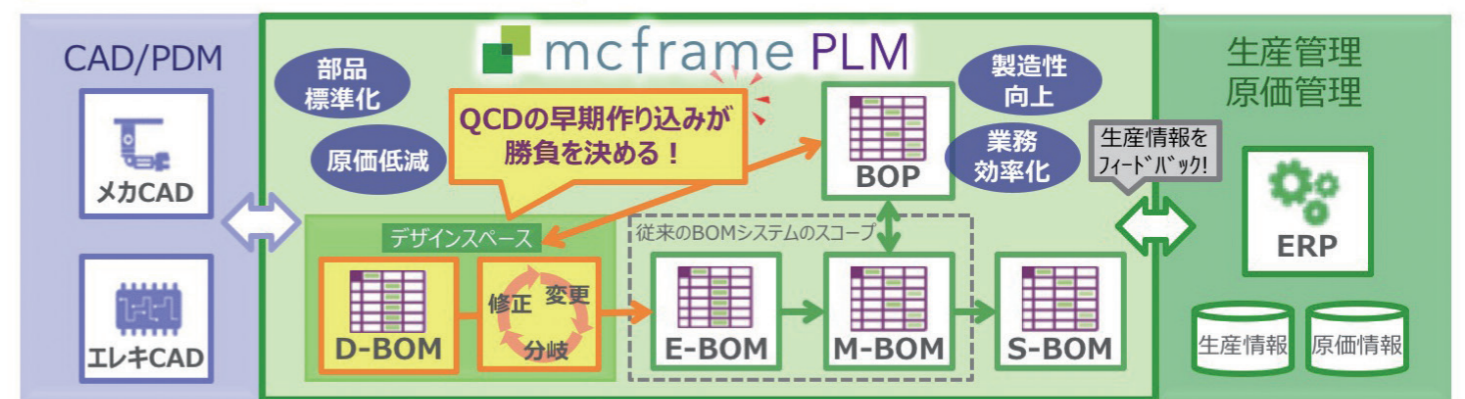 CAD/PDM
メカCAD
エレキCAD
mcframe PLM
部品
標準化
原価低減
QCDの早期作り込みが
勝負を決める！
BOP
製造性
向上
業務
効率化
デザインスペース
D-BOM
修正
変更
分岐
従来のBOMシステムのスコープ
E-BOM
M-BOM
S-BOM
生産情報を
ﾌｨｰﾄﾞﾊﾞｯｸ!
生産管理
原価管理
ERP
生産情報
原価情報